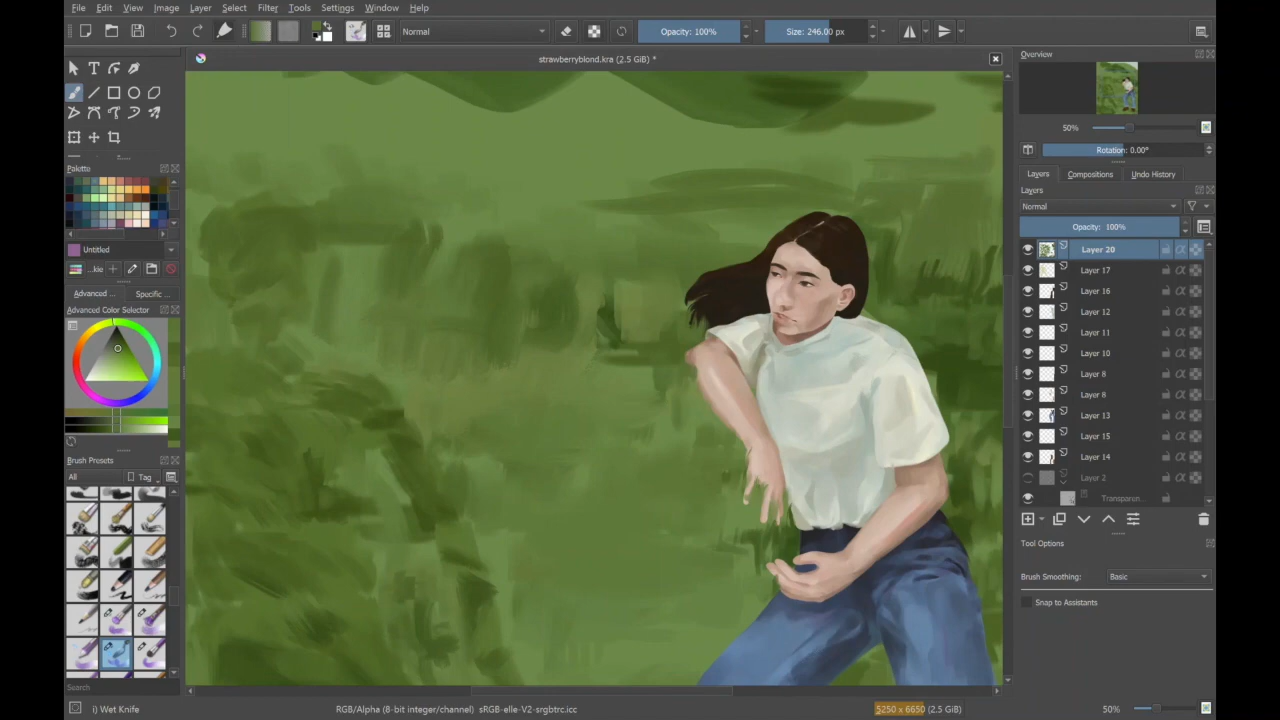 File Edit View Image Layer Select Filter Tools Settings Window Help
Normal Opacity: 100% Size: 246.00 px
strawberryblond.kra (2.5 GiB) *
Overview
50%
Rotation: 0.00°
Layers Compositions Undo History
Layers
Normal
Opacity: 100%
Layer 20
Layer 17
Layer 16
Layer 12
Layer 11
Layer 10
Layer 8
Layer 8
Layer 13
Layer 15
Layer 14
Layer 2
Transparen...
Tool Options
Brush Smoothing: Basic
Snap to Assistants
Palette
Untitled
...kie
Advanced ... Specific ...
Advanced Color Selector
Brush Presets
All Tag
Search
i) Wet Knife RGB/Alpha (8-bit integer/channel) sRGB-elle-V2-srgbtrc.icc 5250 x 6650 (2.5 GiB) 50%